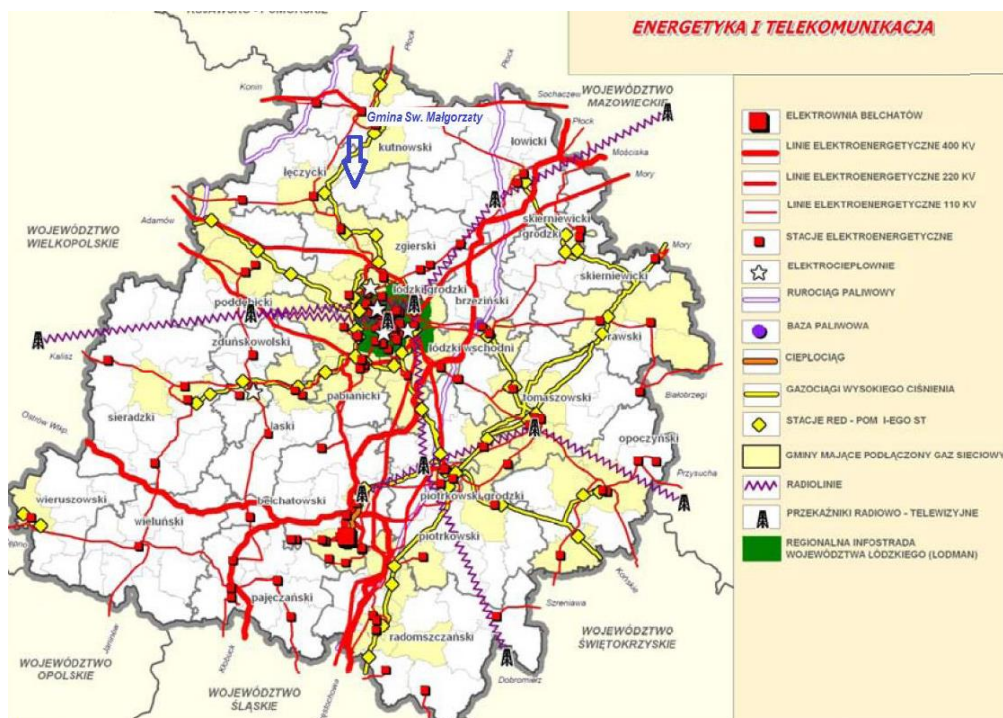 ENERGETYKA I TELEKOMUNIKACJA
Płock
Płock
Konin
Sochaczew
WOJEWÓDZTWO
MAZOWIECKIE
Płock
Gmina Św. Małgorzaty
kutnowski
łowicki
Mościska
łęczycki
Mory
Adamów
WOJEWÓDZTWO
WIELKOPOLSKIE
zgierski
skierniewicki
grodzki
Mory
skierniewicki
łódzki grodzki
brzeziński
poddębicki
zduńskowolski
łódzki wschodni
rawski
Kalisz
Białobrzegi
pabianicki
tomaszowski
sieradzki
Ostrów Wlkp.
łaski
opoczyński
Przysucha
wieruszowski
bełchatowski
piotrkowski grodzki
wieluński
piotrkowski
Końskie
pajęczański
Szreniawa
radomszczański
WOJEWÓDZTWO
ŚWIĘTOKRZYSKIE
Janinów
Kłobuck
WOJEWÓDZTWO
OPOLSKIE
WOJEWÓDZTWO
ŚLĄSKIE
Dobromierz
ELEKTROWNIA BEŁCHATÓW
LINIE ELEKTROENERGETYCZNE 400 KV
LINIE ELEKTROENERGETYCZNE 220 KV
LINIE ELEKTROENERGETYCZNE 110 KV
STACJE ELEKTROENERGETYCZNE
ELEKTROCIEPŁOWNIE
RUROCIĄG PALIWOWY
BAZA PALIWOWA
CIEPŁOCIĄG
GAZOCIĄGI WYSOKIEGO CIŚNIENIA
STACJE RED - POM I-EGO ST
GMINY MAJĄCE PODŁĄCZONY GAZ SIECIOWY
RADIOLINIE
PRZEKAŹNIKI RADIOWO - TELEWIZYJNE
REGIONALNA INFOSTRADA
WOJEWÓDZTWA ŁÓDZKIEGO (LODMAN)